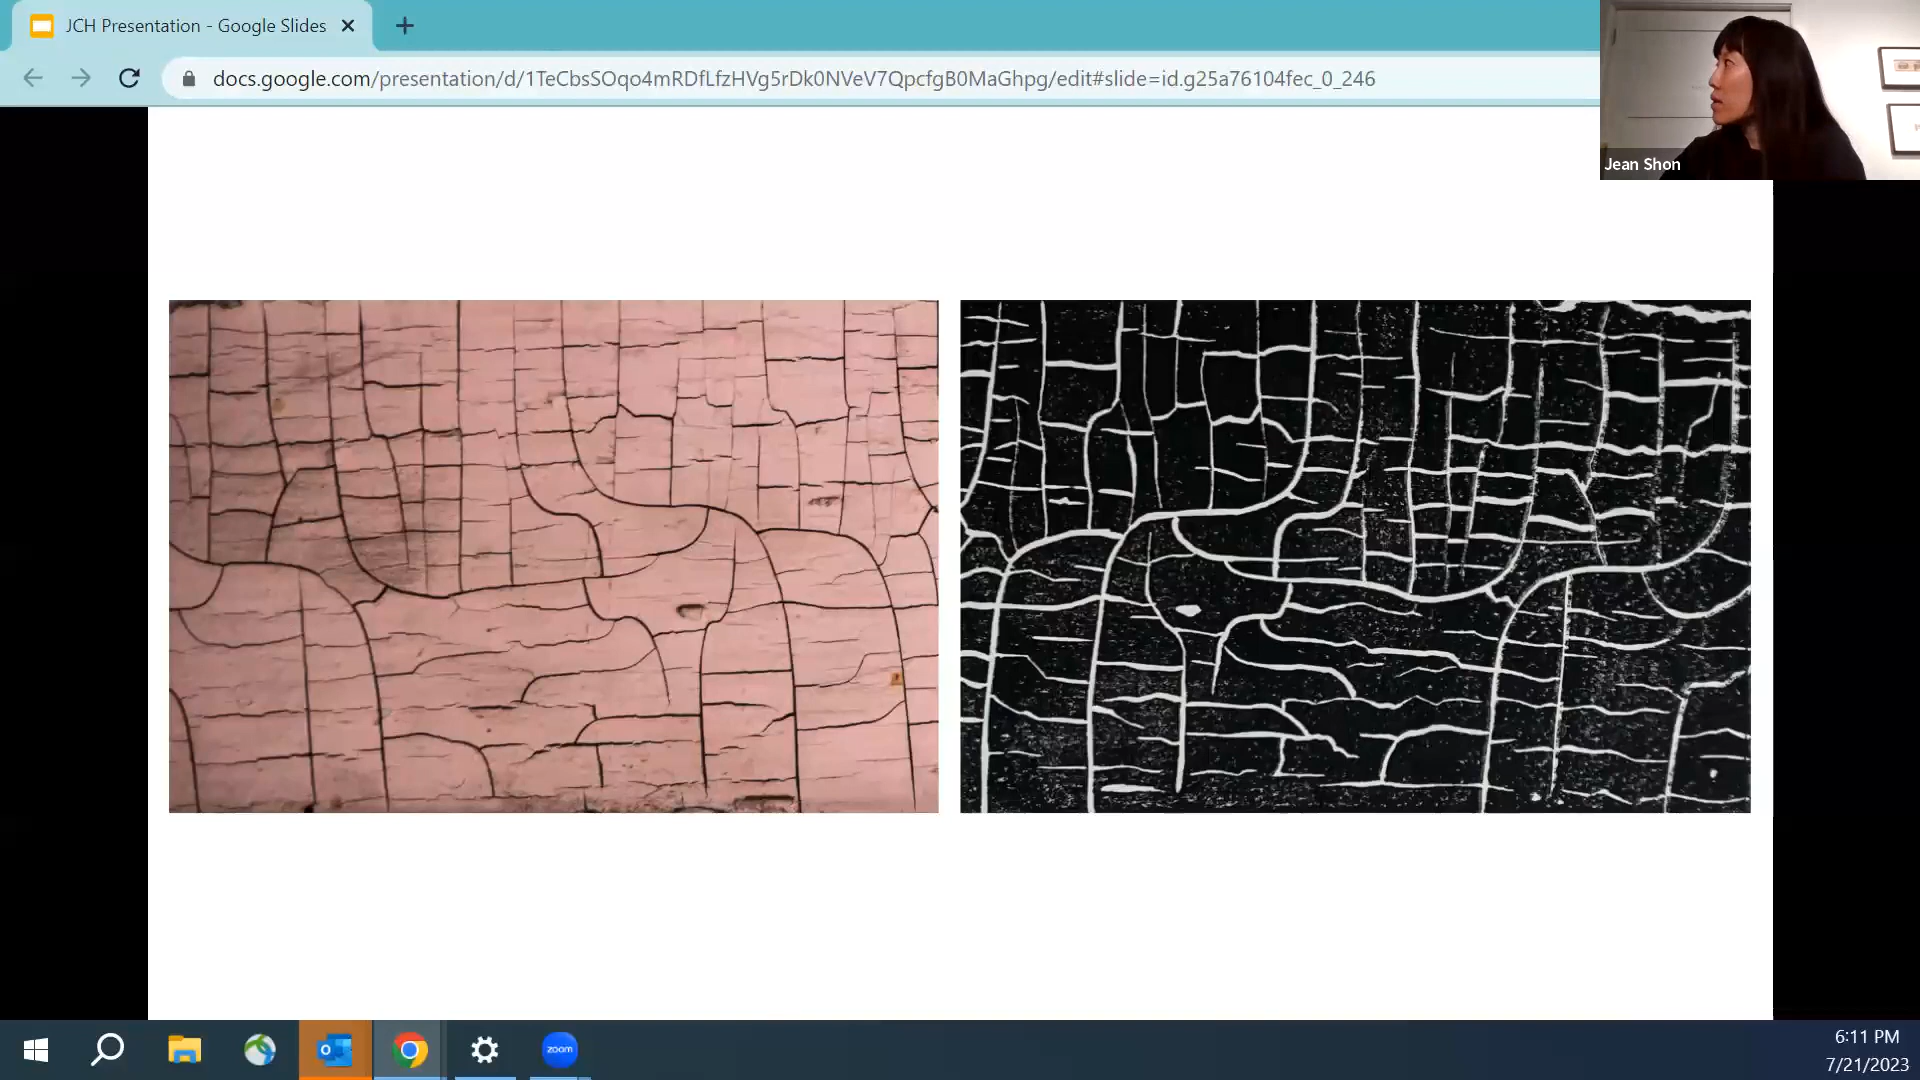 JCH Presentation - Google Slides
docs.google.com/presentation/d/1TeCbsSOqo4mRDfLfzHVg5rDk0NVeV7QpcfgB0MaGhpg/edit#slide=id.g25a76104fec_0_246
Jean Shon
zoom
6:11 PM
7/21/2023